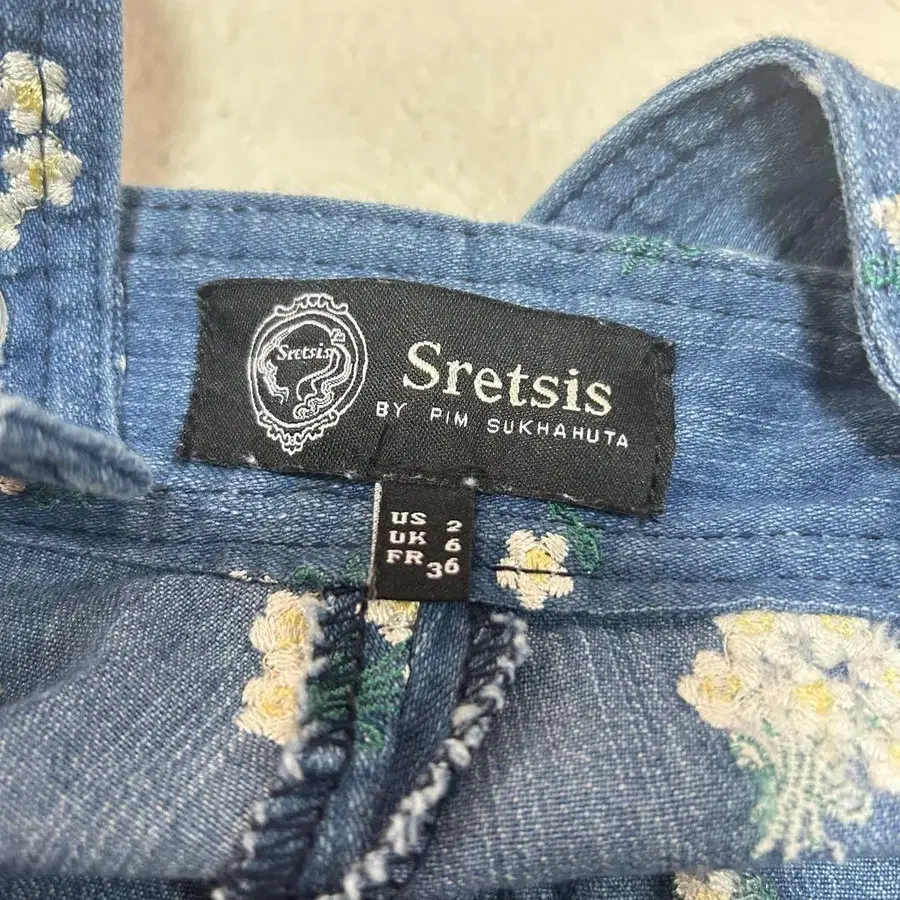 Sretsis
Sretsis
BY PIM SUKHAHUTA
US 2
UK 6
FR 36